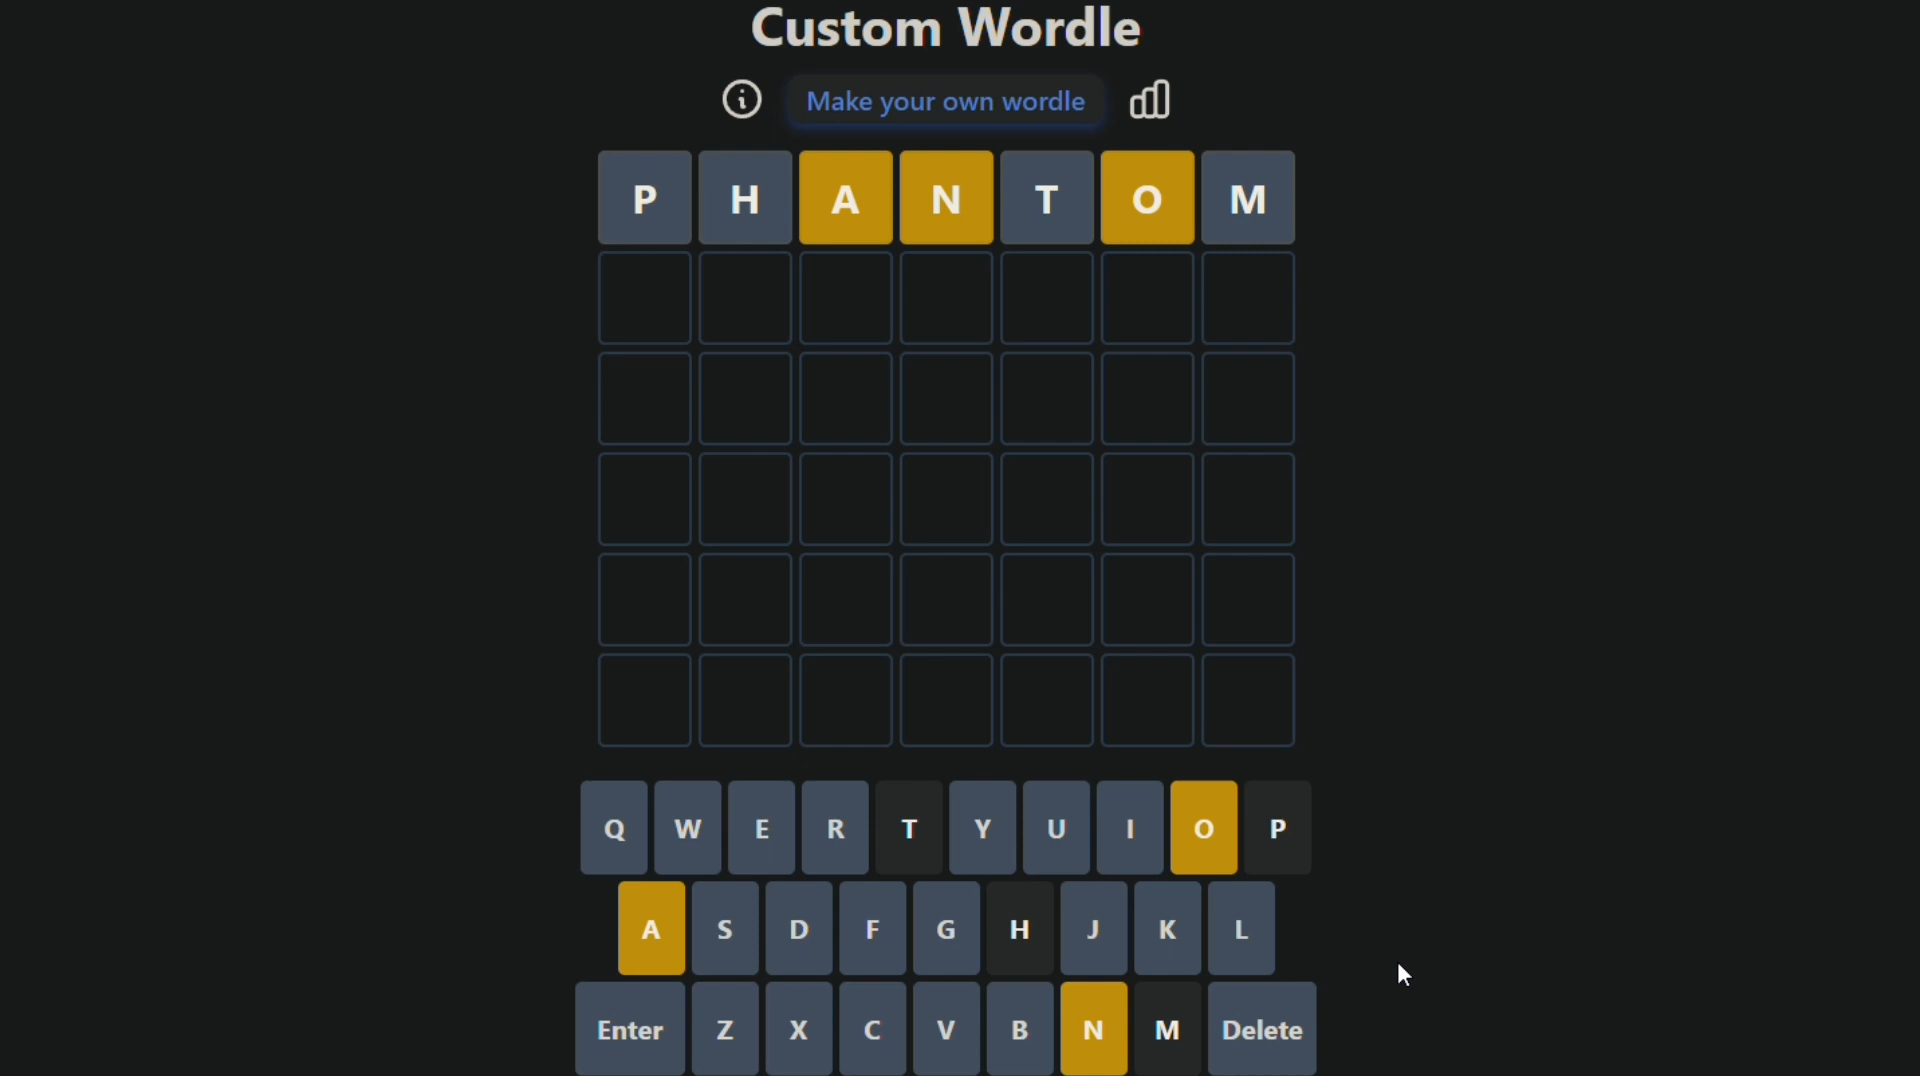 Custom Wordle
Make your own wordle
P H A N T O M
Q W E R T Y U I O P
A S D F G H J K L
Enter Z X C V B N M Delete